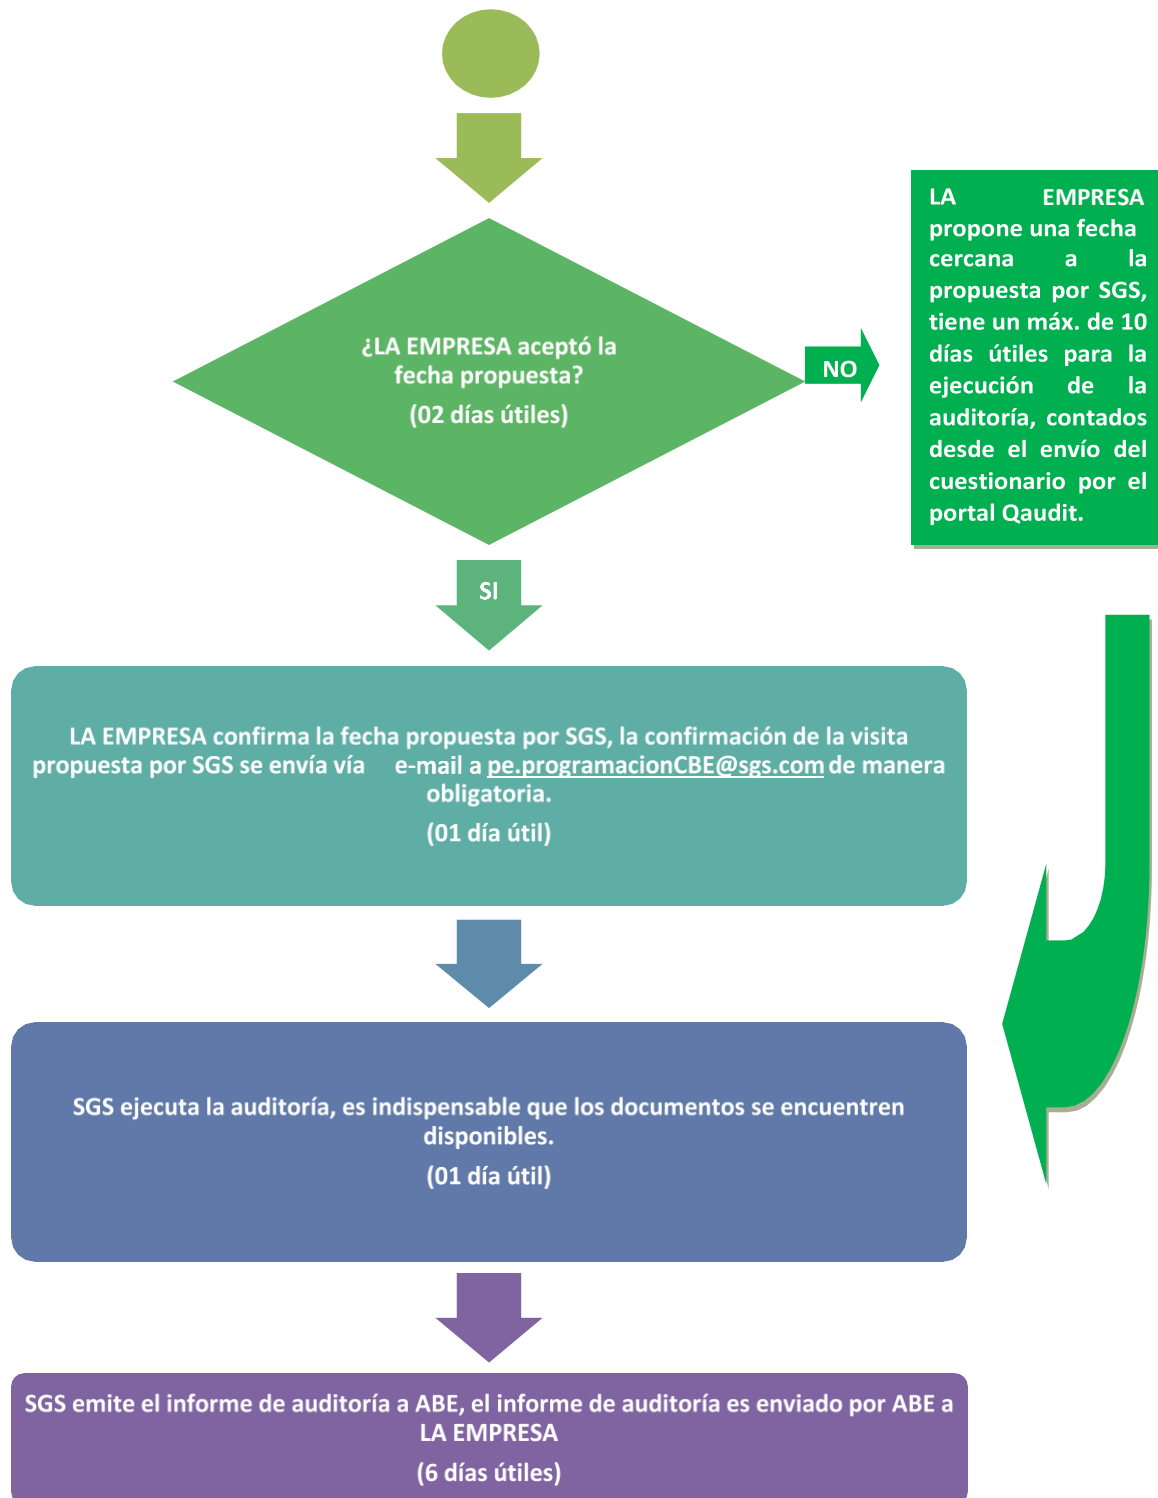 ¿LA EMPRESA aceptó la
fecha propuesta?
(02 días útiles)
NO
LA EMPRESA
propone una fecha
cercana a la
propuesta por SGS,
tiene un máx. de 10
días útiles para la
ejecución de la
auditoría, contados
desde el envío del
cuestionario por el
portal Qaudit.
SI
LA EMPRESA confirma la fecha propuesta por SGS, la confirmación de la visita
propuesta por SGS se envía vía e-mail a pe.programacionCBE@sgs.com de manera
obligatoria.
(01 día útil)
SGS ejecuta la auditoría, es indispensable que los documentos se encuentren
disponibles.
(01 día útil)
SGS emite el informe de auditoría a ABE, el informe de auditoría es enviado por ABE a
LA EMPRESA
(6 días útiles)